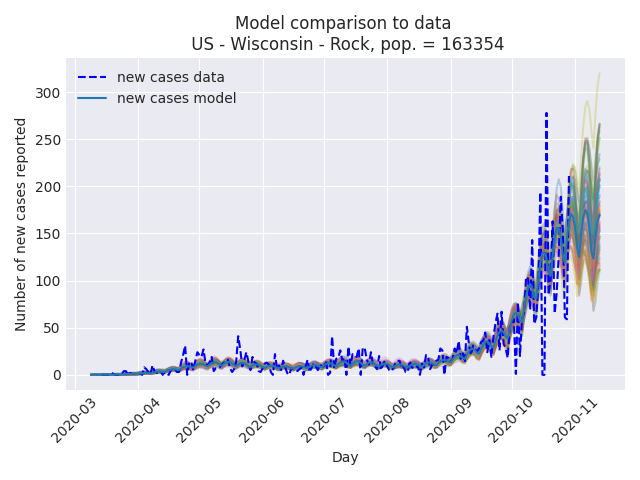 Model comparison to data
US - Wisconsin - Rock, pop. = 163354
new cases data
new cases model
Number of new cases reported
300
250
200
150
100
50
0
2020-03
2020-04
2020-05
2020-06
2020-07
2020-08
2020-09
2020-10
2020-11
Day